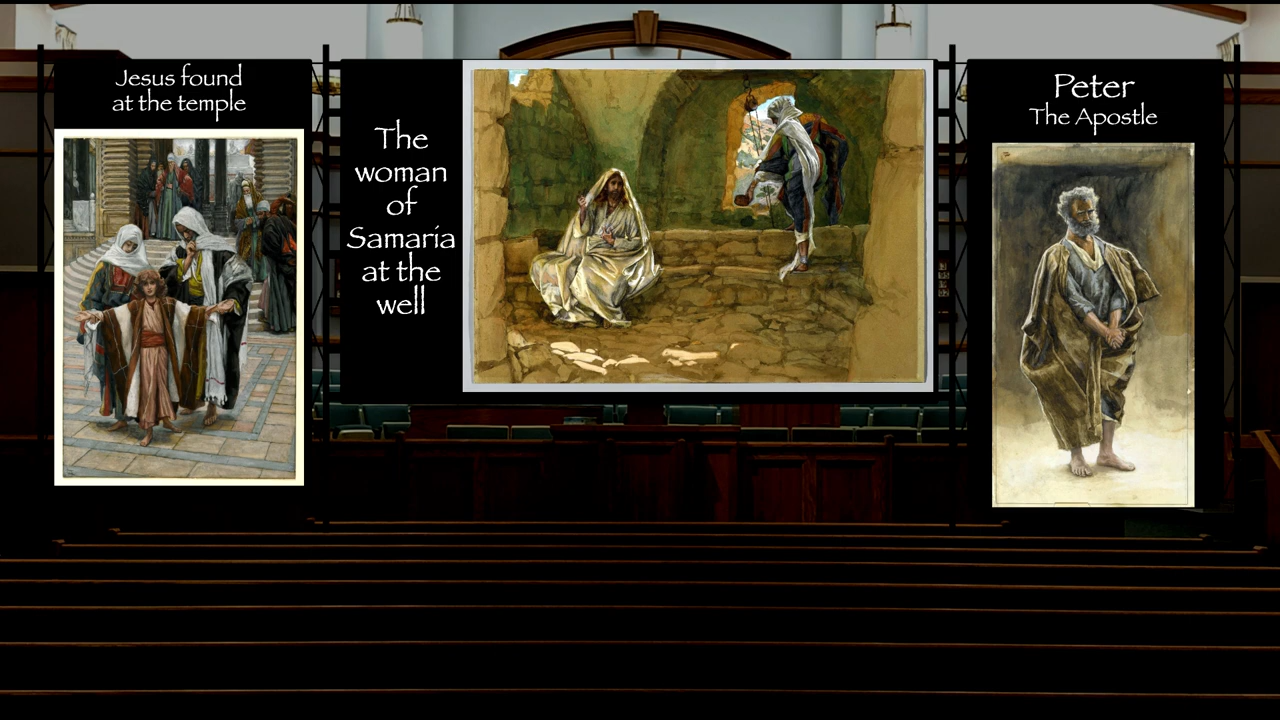 Jesus found
at the temple
The
woman
of
Samaria
at the
well
Peter
The Apostle